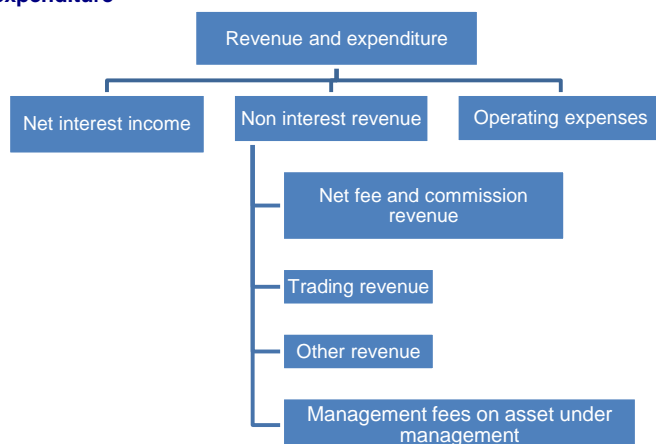 expenditure
Revenue and expenditure
Net interest income
Non interest revenue
Operating expenses
Net fee and commission
revenue
Trading revenue
Other revenue
Management fees on asset under
management